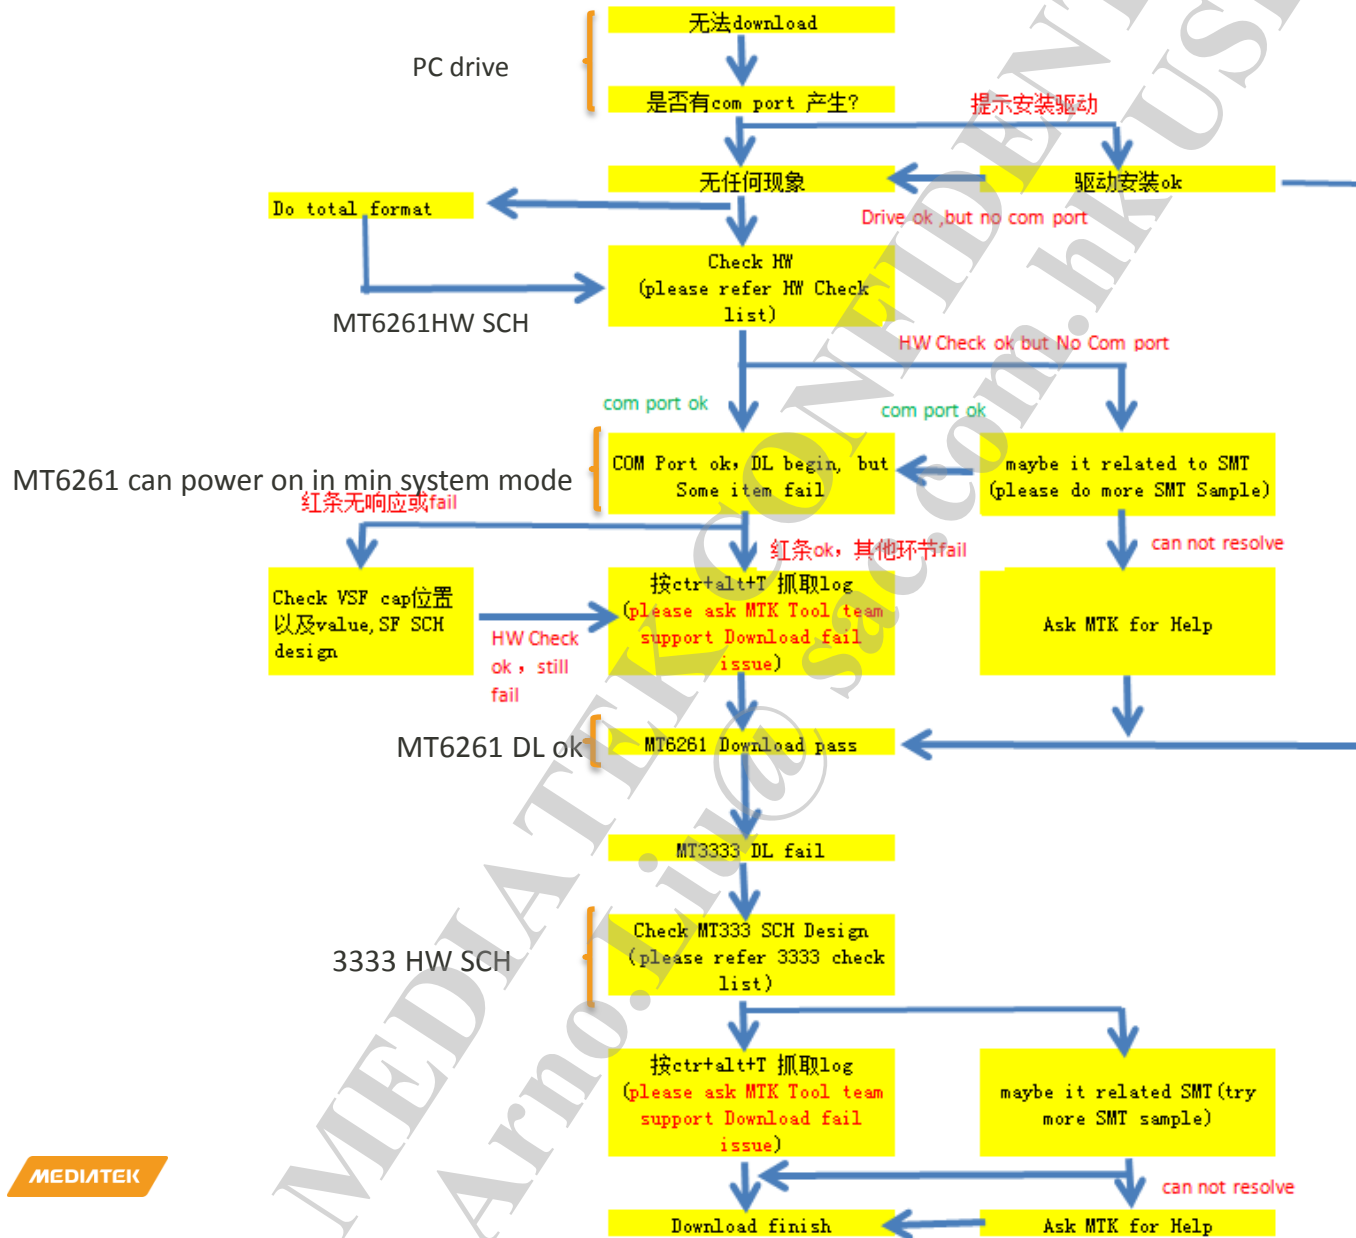 无法download
PC drive
是否有com port 产生?
提示安装驱动
无任何现象
驱动安装ok
Do total format
Drive ok ,but no com port
Check HW
(please refer HW Check
list)
MT6261HW SCH
HW Check ok but No Com port
com port ok
com port ok
COM Port ok, DL begin, but
Some item fail
maybe it related to SMT
(please do more SMT Sample)
MT6261 can power on in min system mode
红条无响应或fail
红条ok，其他环节fail
can not resolve
Check VSF cap位置
以及value,SF SCH
design
HW Check
ok ，still
fail
按ctr+alt+T 抓取log
(please ask MTK Tool team
support Download fail
issue)
Ask MTK for Help
MT6261 DL ok
MT6261 Download pass
MT3333 DL fail
3333 HW SCH
Check MT333 SCH Design
(please refer 3333 check
list)
按ctr+alt+T 抓取log
(please ask MTK Tool team
support Download fail
issue)
maybe it related SMT(try
more SMT sample)
can not resolve
Download finish
Ask MTK for Help
MEDIATEK
MEDIATEK CONFIDENT
Arno.Liu@sac.com.hk USE